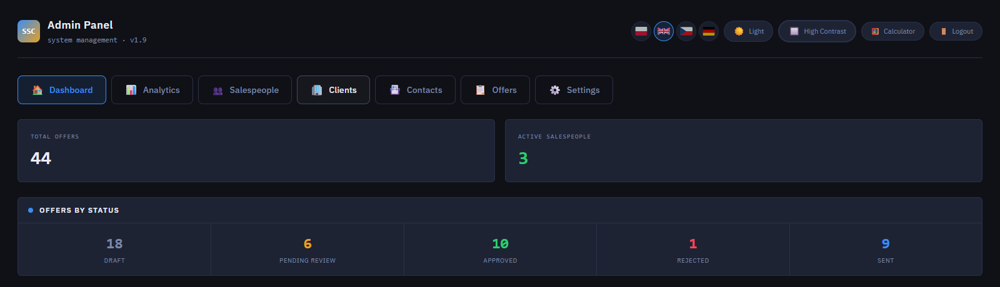 SSC
Admin Panel
system management · v1.9
Light
High Contrast
Calculator
Logout
Dashboard
Analytics
Salespeople
Clients
Contacts
Offers
Settings
TOTAL OFFERS
44
ACTIVE SALESPEOPLE
3
OFFERS BY STATUS
18
DRAFT
6
PENDING REVIEW
10
APPROVED
1
REJECTED
9
SENT